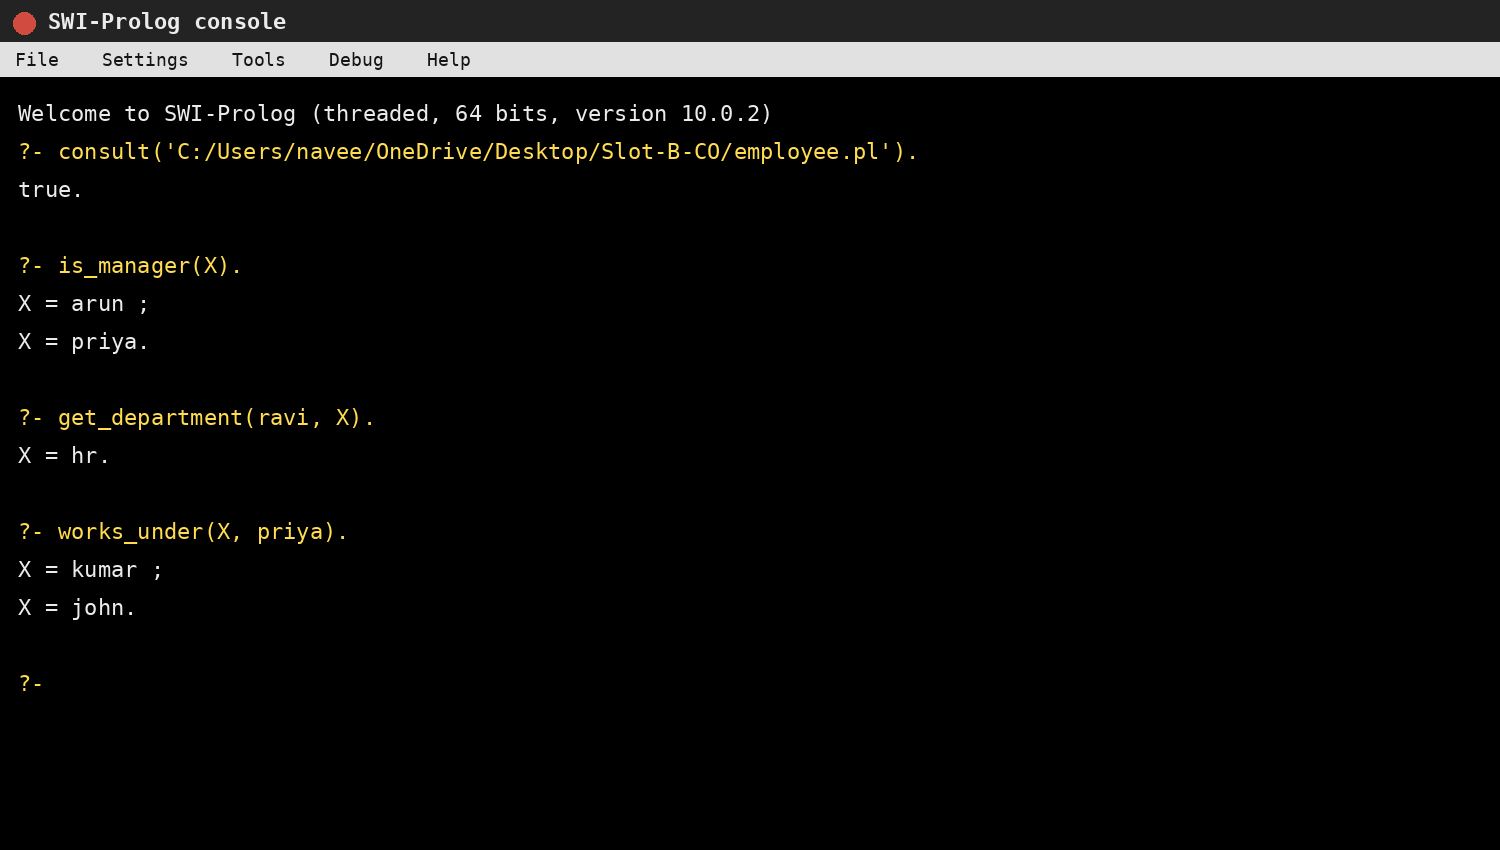 SWI-Prolog console
File Settings Tools Debug Help
Welcome to SWI-Prolog (threaded, 64 bits, version 10.0.2)
?- consult('C:/Users/navee/OneDrive/Desktop/Slot-B-CO/employee.pl').
true.
?- is_manager(X).
X = arun ;
X = priya.
?- get_department(ravi, X).
X = hr.
?- works_under(X, priya).
X = kumar ;
X = john.
?-